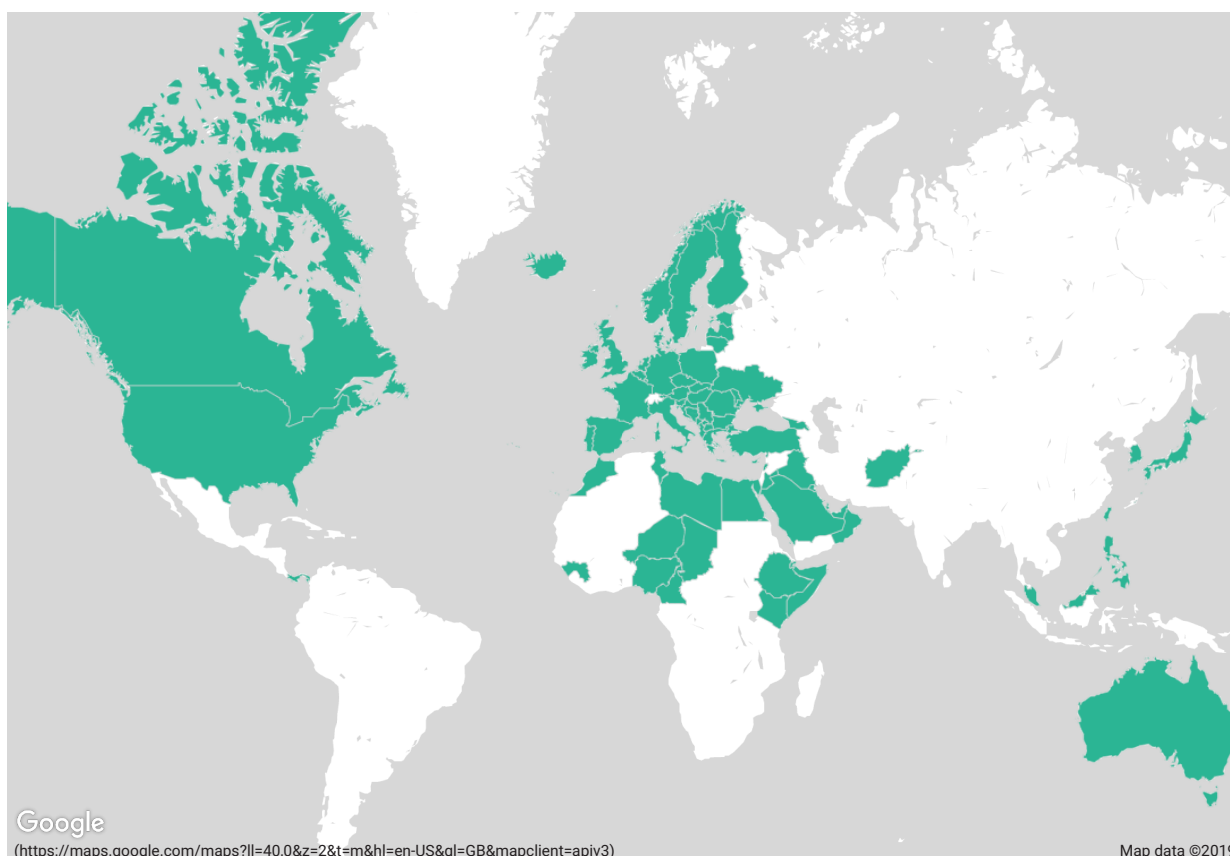 Google
(https://maps.google.com/maps?ll=40,0&z=2&t=m&hl=en-US&gl=GB&mapclient=apiv3)
Map data ©2019